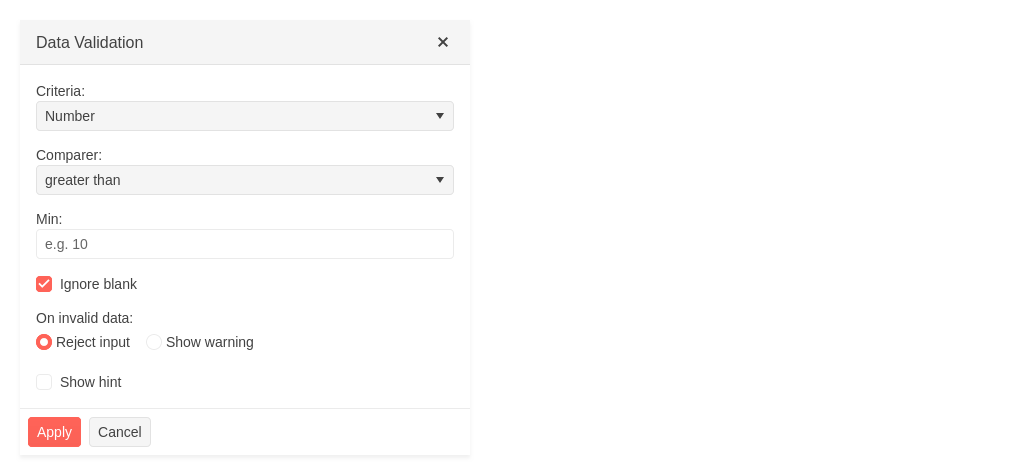 Data Validation
Criteria:
Number
Comparer:
greater than
Min:
e.g. 10
Ignore blank
On invalid data:
Reject input Show warning
Show hint
Apply Cancel